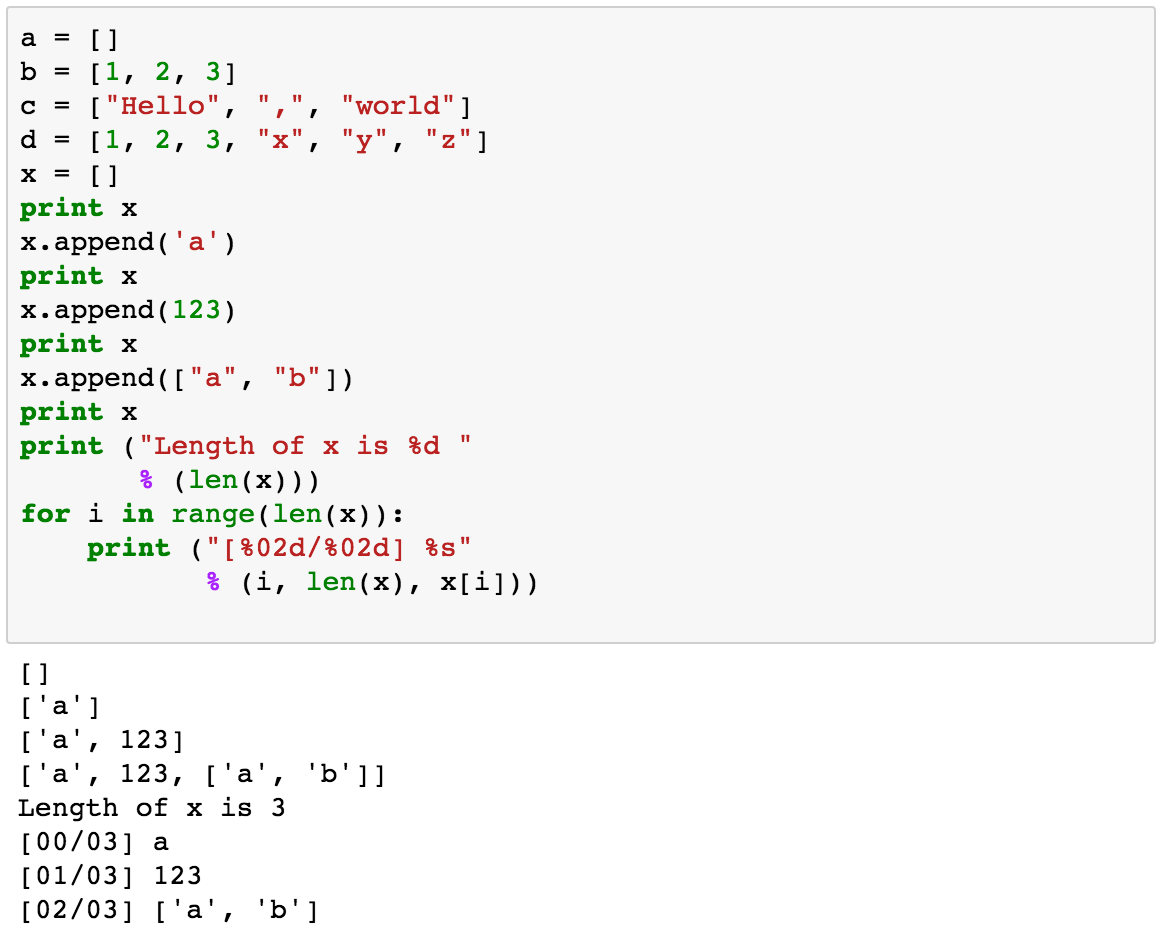 a = []
b = [1, 2, 3]
c = ["Hello", ",", "world"]
d = [1, 2, 3, "x", "y", "z"]
x = []
print x
x.append('a')
print x
x.append(123)
print x
x.append(["a", "b"])
print x
print ("Length of x is %d "
       % (len(x)))
for i in range(len(x)):
    print ("[%02d/%02d] %s"
           % (i, len(x), x[i]))
[]
['a']
['a', 123]
['a', 123, ['a', 'b']]
Length of x is 3
[00/03] a
[01/03] 123
[02/03] ['a', 'b']